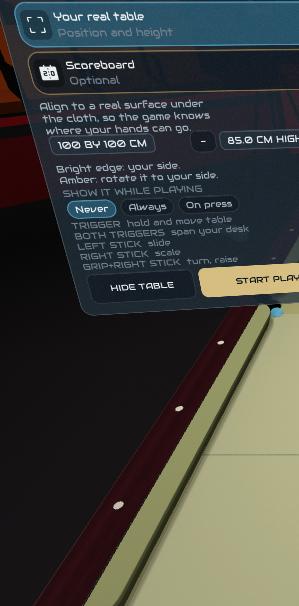 Your real table
Position and height
2:0
Scoreboard
Optional
Align to a real surface under
the cloth, so the game knows
where your hands can go.
100 BY 100 CM
-
85.0 CM HIGH
Bright edge: your side.
Amber: rotate it to your side.
SHOW IT WHILE PLAYING
Never
Always
On press
TRIGGER hold and move table
BOTH TRIGGERS span your desk
LEFT STICK slide
RIGHT STICK scale
GRIP+RIGHT STICK turn, raise
HIDE TABLE
START PLAY